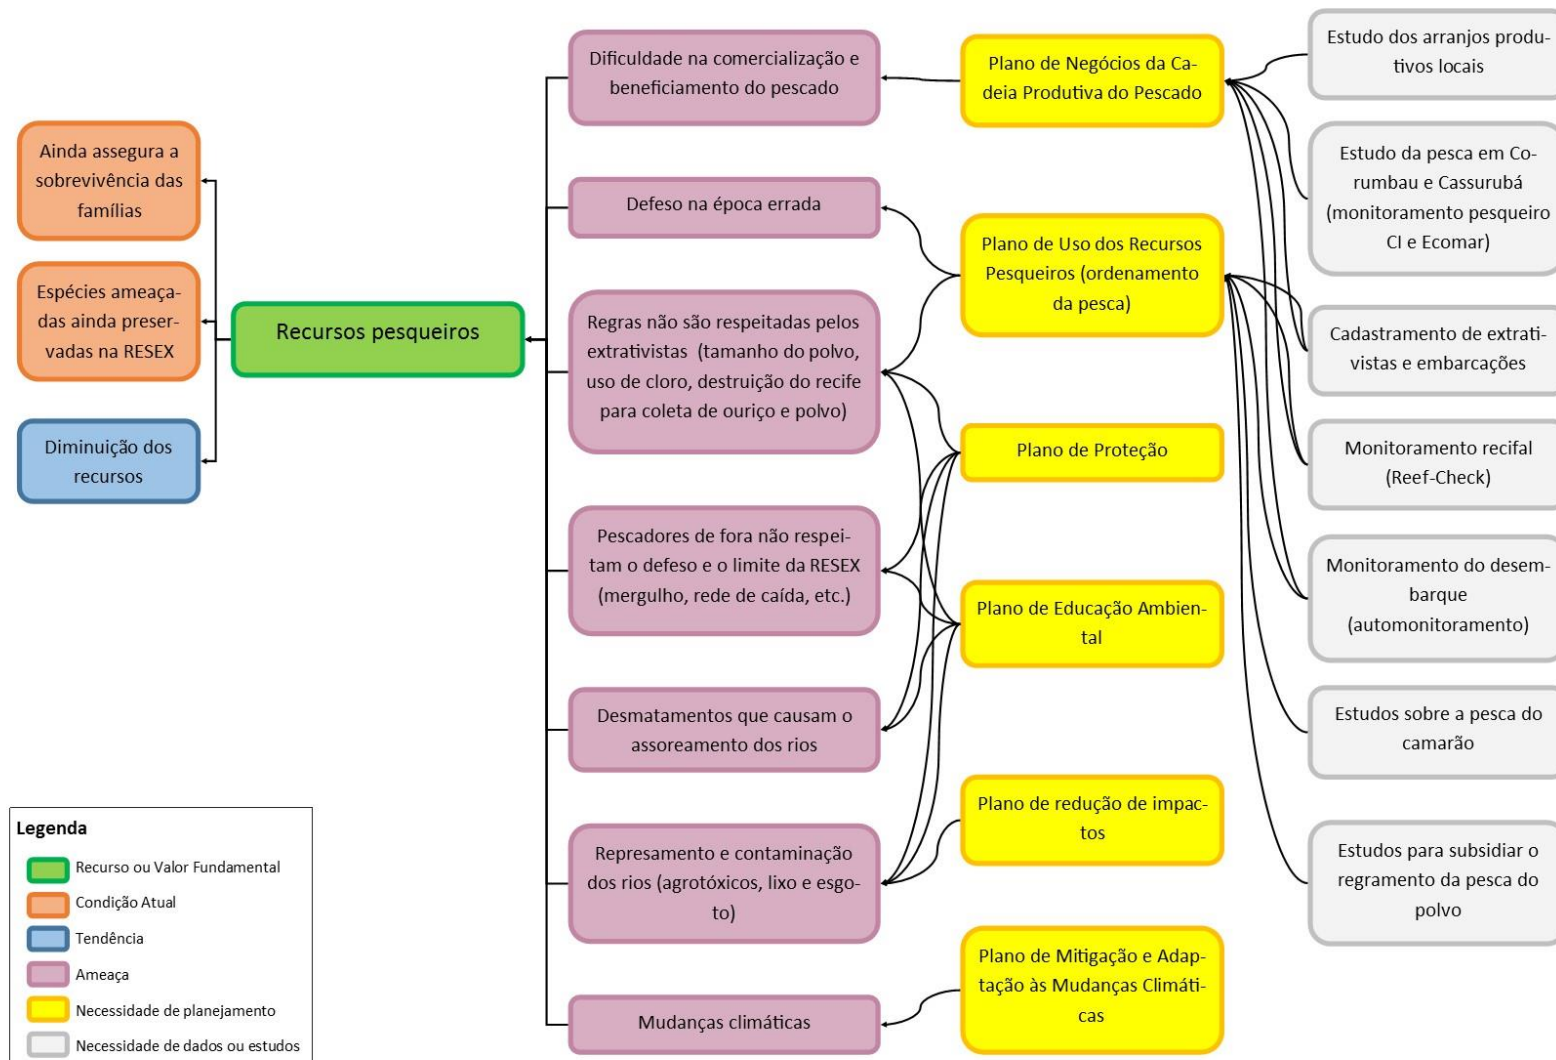 Ainda assegura a
sobrevivência das
famílias
Espécies ameaça-
das ainda preser-
vadas na RESEX
Diminuição dos
recursos
Recursos pesqueiros
Dificuldade na comercialização e
beneficiamento do pescado
Defeso na época errada
Regras não são respeitadas pelos
extrativistas (tamanho do polvo,
uso de cloro, destruição do recife
para coleta de ouriço e polvo)
Pescadores de fora não respei-
tam o defeso e o limite da RESEX
(mergulho, rede de caída, etc.)
Desmatamentos que causam o
assoreamento dos rios
Represamento e contaminação
dos rios (agrotóxicos, lixo e esgo-
to)
Mudanças climáticas
Plano de Negócios da Ca-
deia Produtiva do Pescado
Plano de Uso dos Recursos
Pesqueiros (ordenamento
da pesca)
Plano de Proteção
Plano de Educação Ambien-
tal
Plano de redução de impac-
tos
Plano de Mitigação e Adap-
tação às Mudanças Climáti-
cas
Estudo dos arranjos produ-
tivos locais
Estudo da pesca em Co-
rumbau e Cassurubá
(monitoramento pesqueiro
CI e Ecomar)
Cadastramento de extrati-
vistas e embarcações
Monitoramento recifal
(Reef-Check)
Monitoramento do desem-
barque
(automonitoramento)
Estudos sobre a pesca do
camarão
Estudos para subsidiar o
regramento da pesca do
polvo
Legenda
Recurso ou Valor Fundamental
Condição Atual
Tendência
Ameaça
Necessidade de planejamento
Necessidade de dados ou estudos